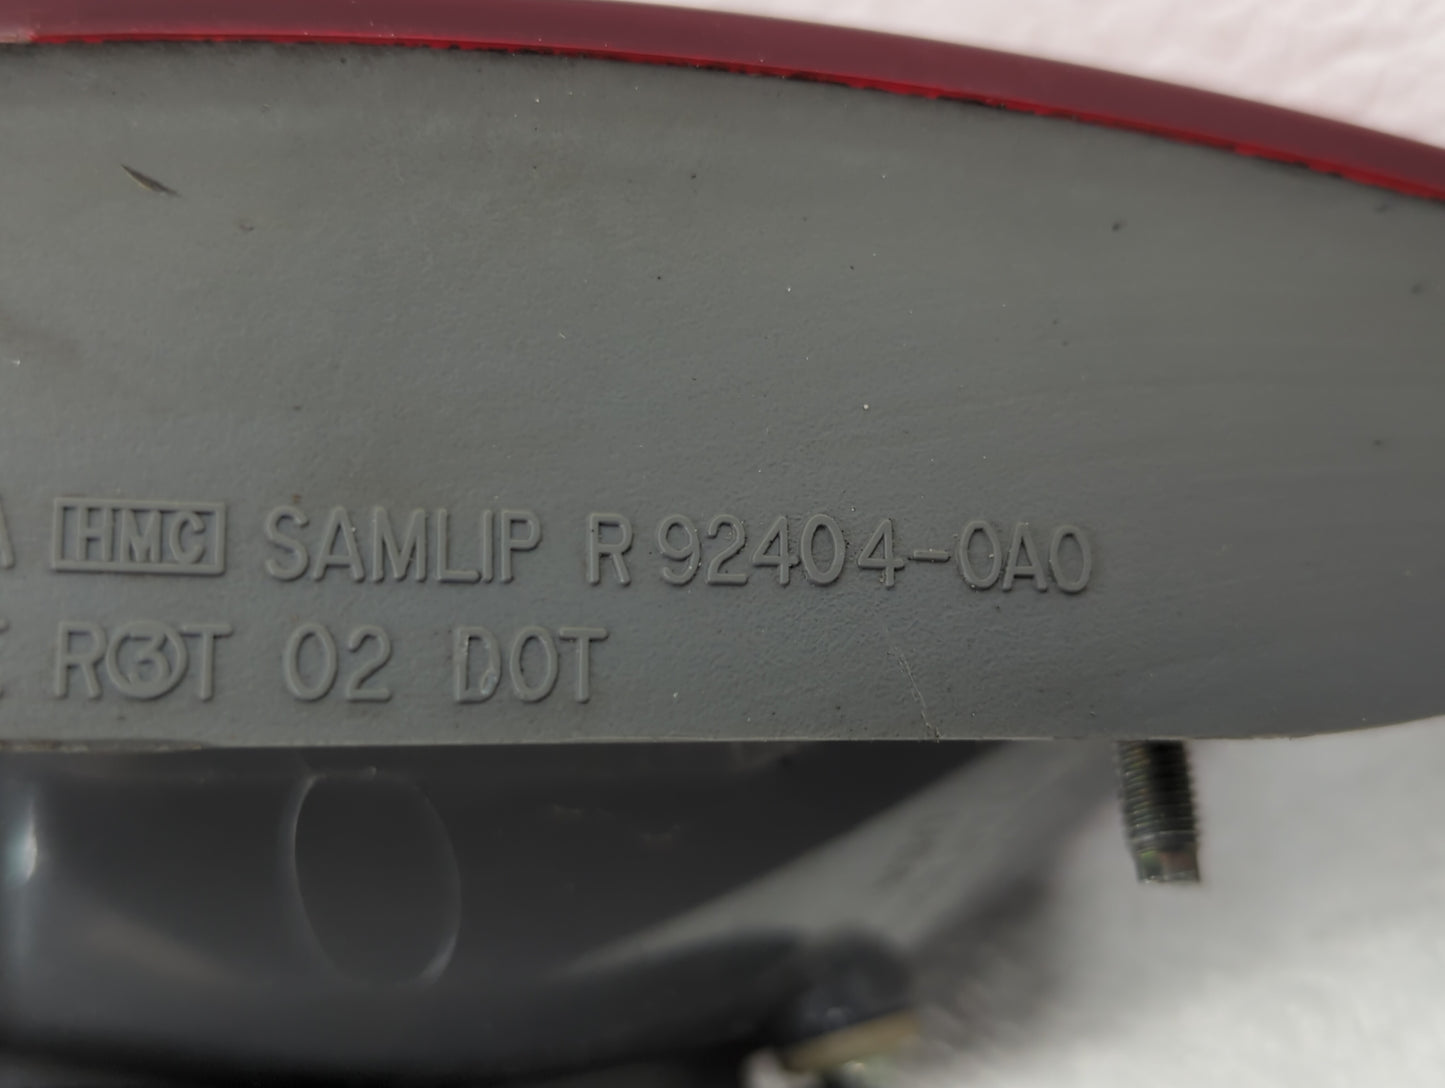 A HMC SAMLIP R 92404-0A0
R③T 02 DOT